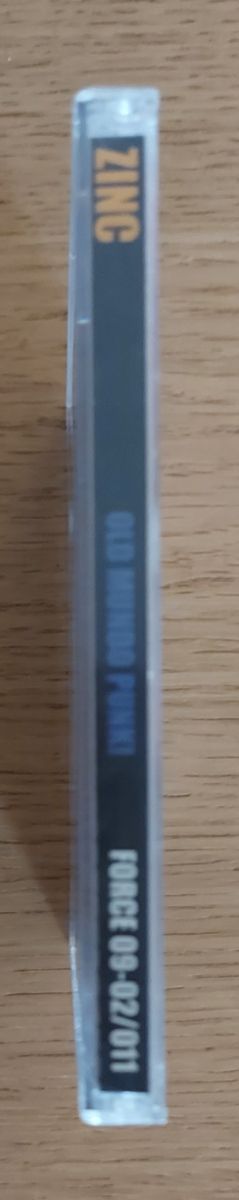 ZINC
OLD MUNDO PUNK!
FORCE 09-02/011